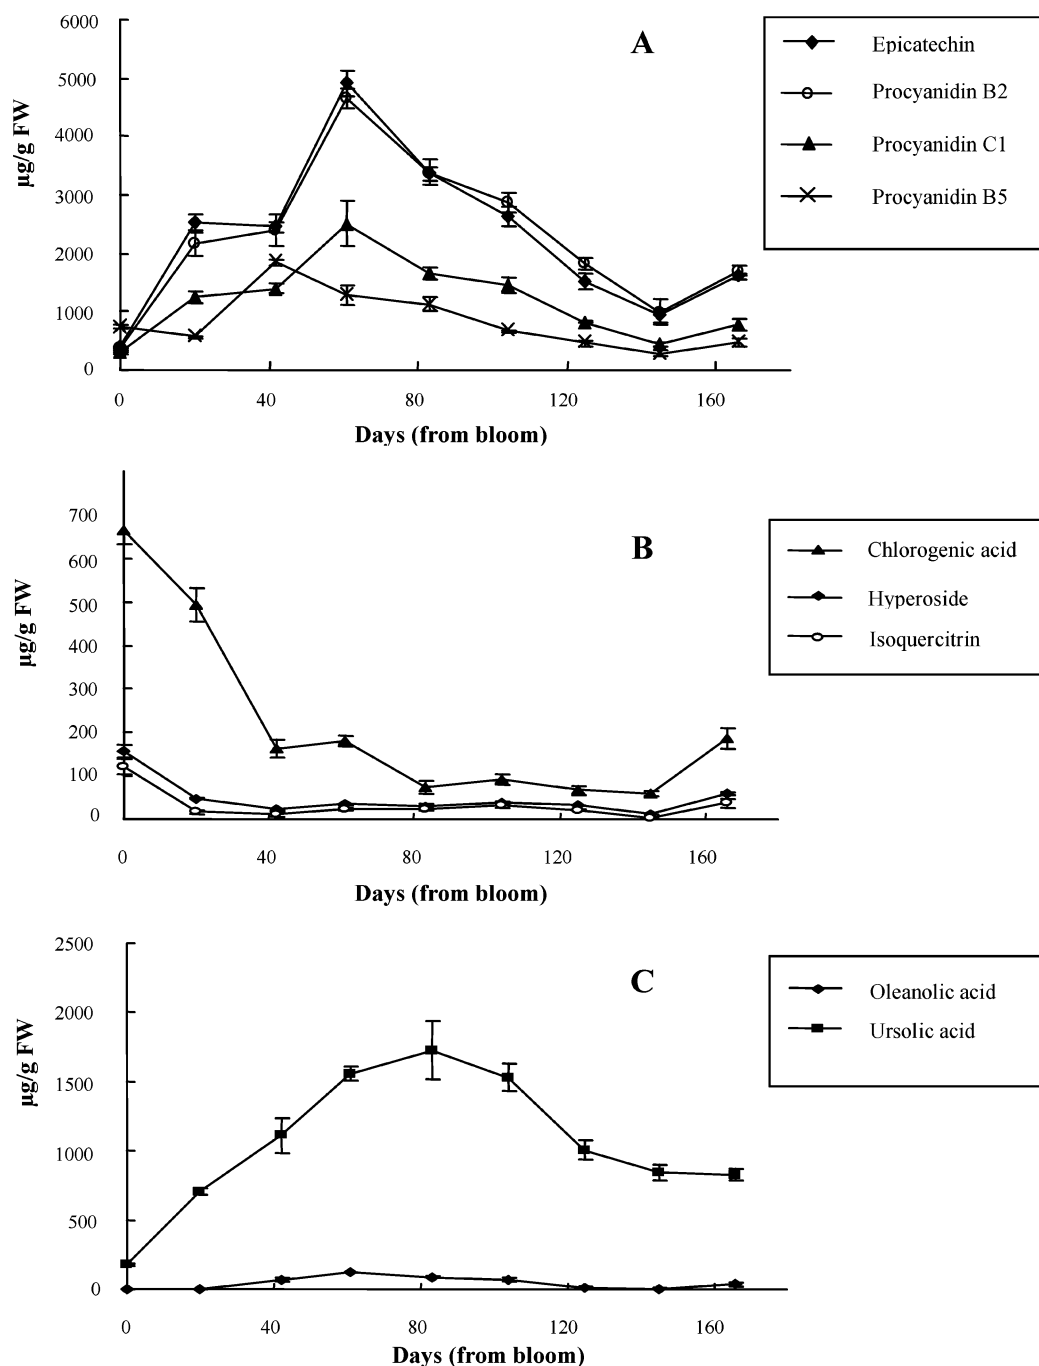 6000
A
Epicatechin
5000
Procyanidin B2
µg/g FW
4000
Procyanidin C1
3000
Procyanidin B5
2000
1000
0
0 40 80 120 160
Days (from bloom)
700
B
Chlorogenic acid
600
Hyperoside
µg/g FW
500
Isoquercitrin
400
300
200
100
0
0 40 80 120 160
Days (from bloom)
2500
C
Oleanolic acid
2000
Ursolic acid
µg/g FW
1500
1000
500
0
0 40 80 120 160
Days (from bloom)